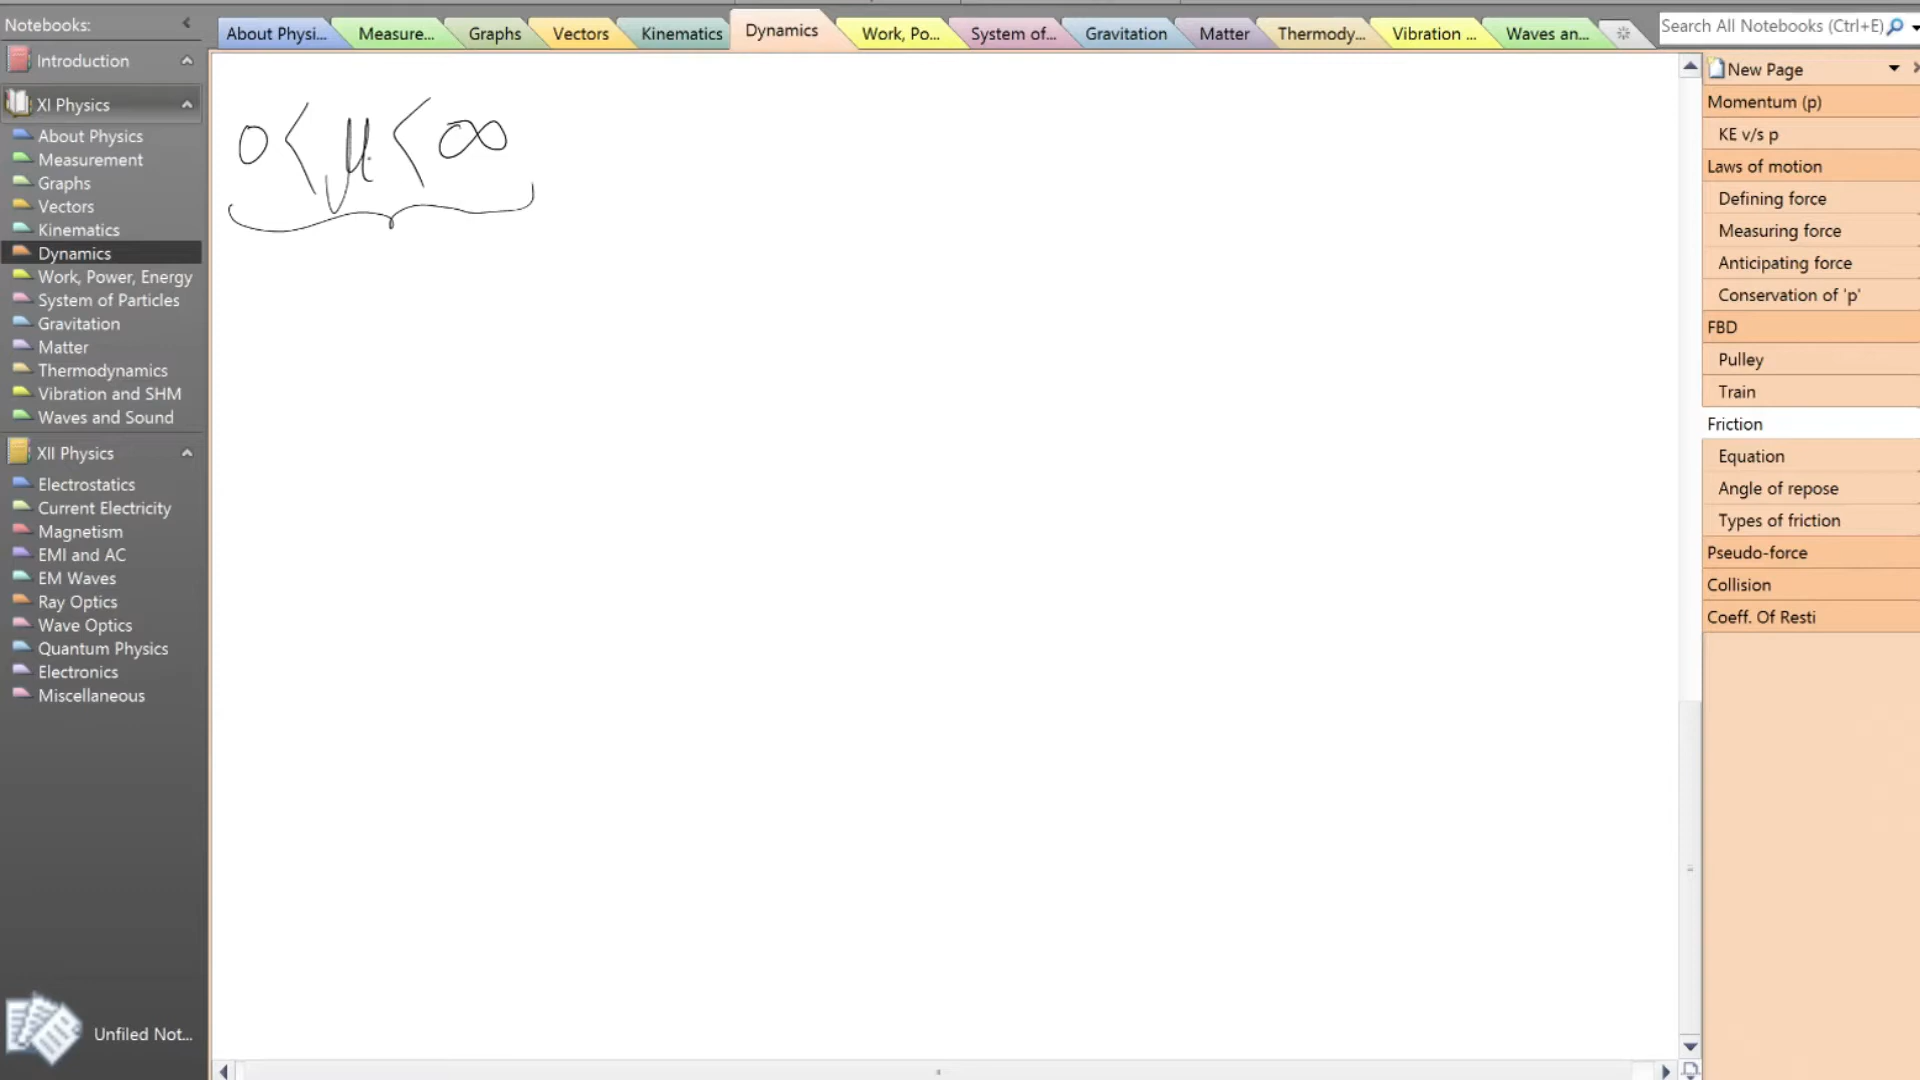 Notebooks:
Introduction
XI Physics
About Physics
Measurement
Graphs
Vectors
Kinematics
Dynamics
Work, Power, Energy
System of Particles
Gravitation
Matter
Thermodynamics
Vibration and SHM
Waves and Sound
XII Physics
Electrostatics
Current Electricity
Magnetism
EMI and AC
EM Waves
Ray Optics
Wave Optics
Quantum Physics
Electronics
Miscellaneous
Unfiled Not...
About Physi... Measure... Graphs Vectors Kinematics Dynamics Work, Po... System of... Gravitation Matter Thermody... Vibration ... Waves an...
Search All Notebooks (Ctrl+E)
0 < μ < ∞
New Page
Momentum (p)
KE v/s p
Laws of motion
Defining force
Measuring force
Anticipating force
Conservation of 'p'
FBD
Pulley
Train
Friction
Equation
Angle of repose
Types of friction
Pseudo-force
Collision
Coeff. Of Resti